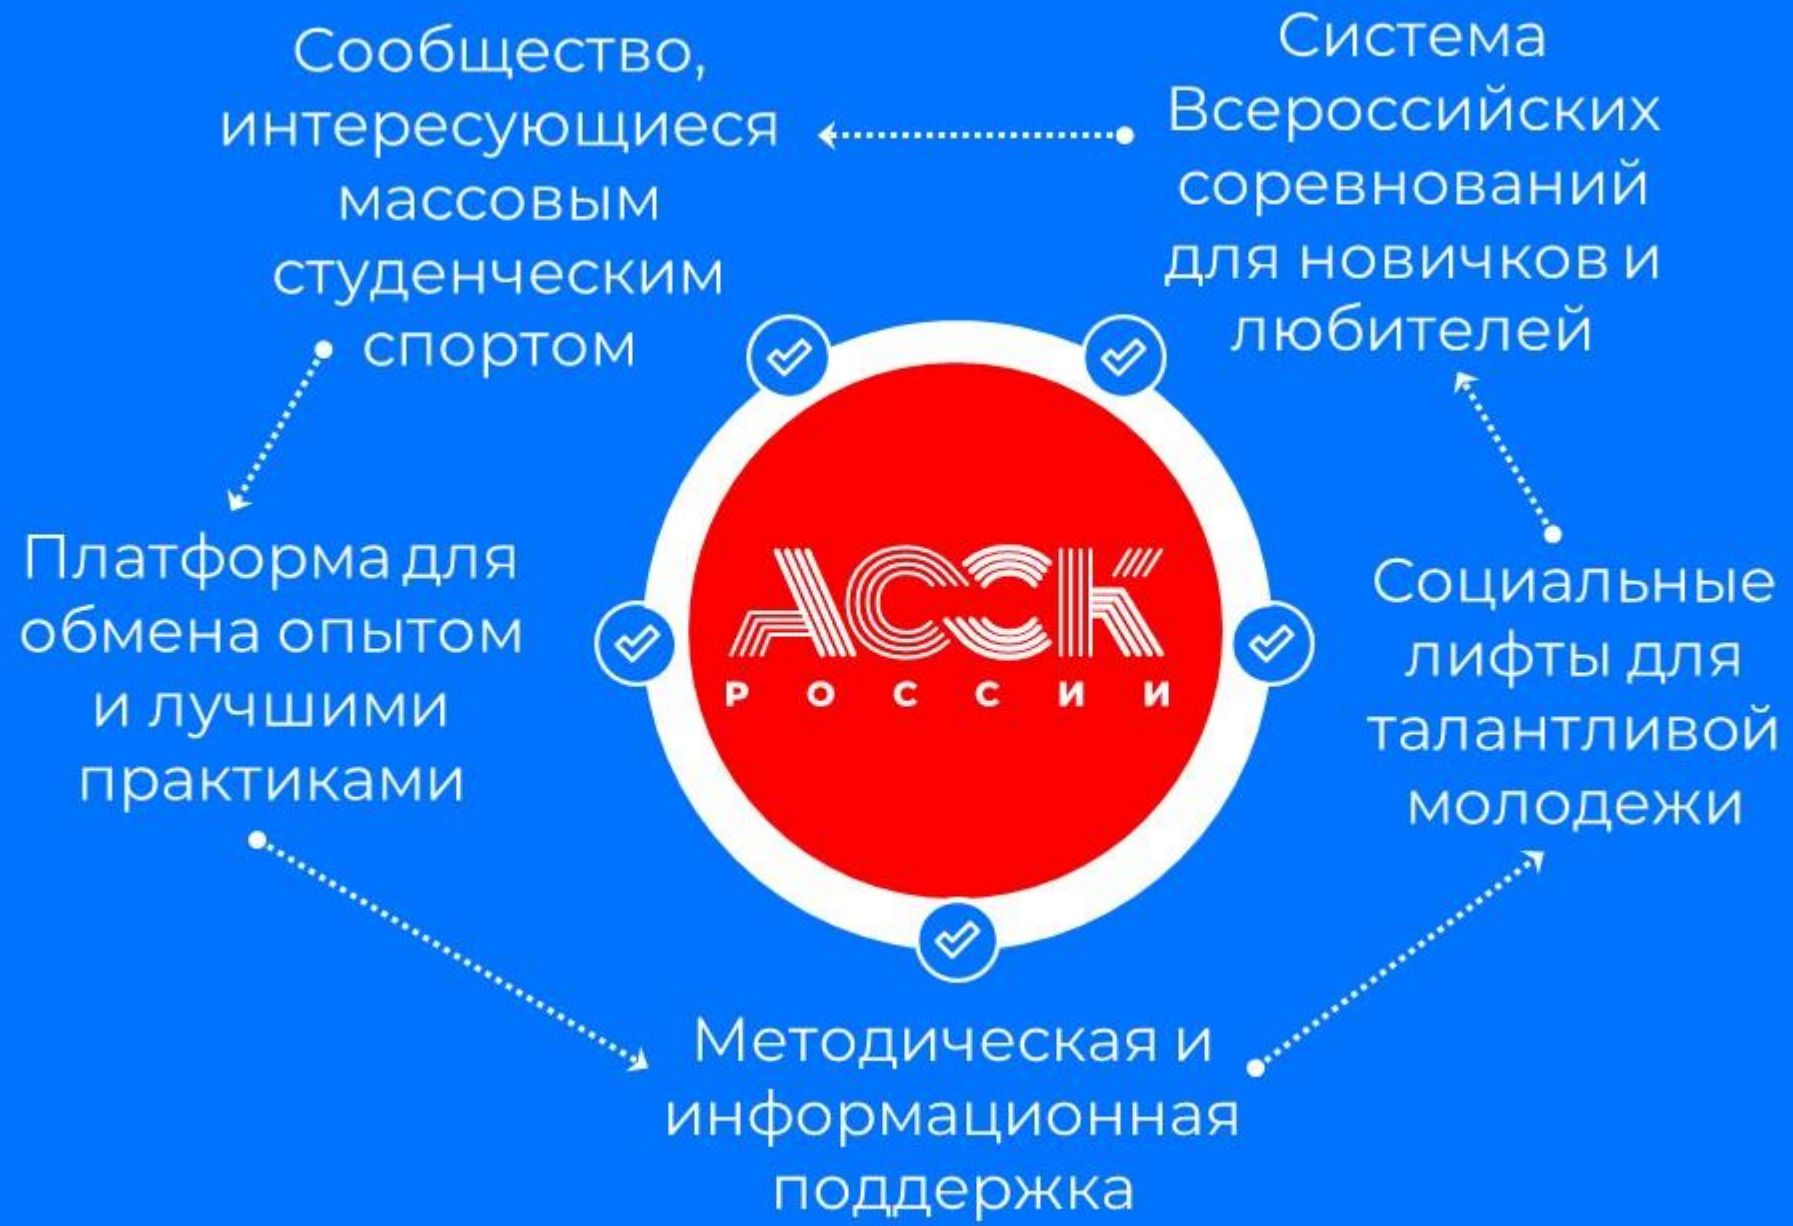 Сообщество,
интересующиеся
массовым
студенческим
спортом
Система
Всероссийских
соревнований
для новичков и
любителей
Платформа для
обмена опытом
и лучшими
практиками
АССК
РОССИИ
Социальные
лифты для
талантливой
молодежи
Методическая и
информационная
поддержка